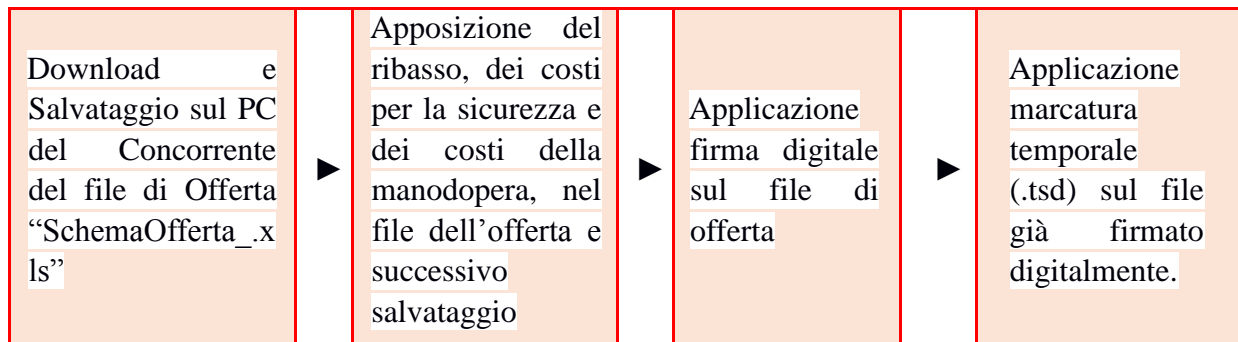 Download e
Salvataggio sul PC
del Concorrente
del file di Offerta
“SchemaOfferta_.x
ls”
►
Apposizione del
ribasso, dei costi
per la sicurezza e
dei costi della
manodopera, nel
file dell’offerta e
successivo
salvataggio
►
Applicazione
firma digitale
sul file di
offerta
►
Applicazione
marcatura
temporale
(.tsd) sul file
già firmato
digitalmente.